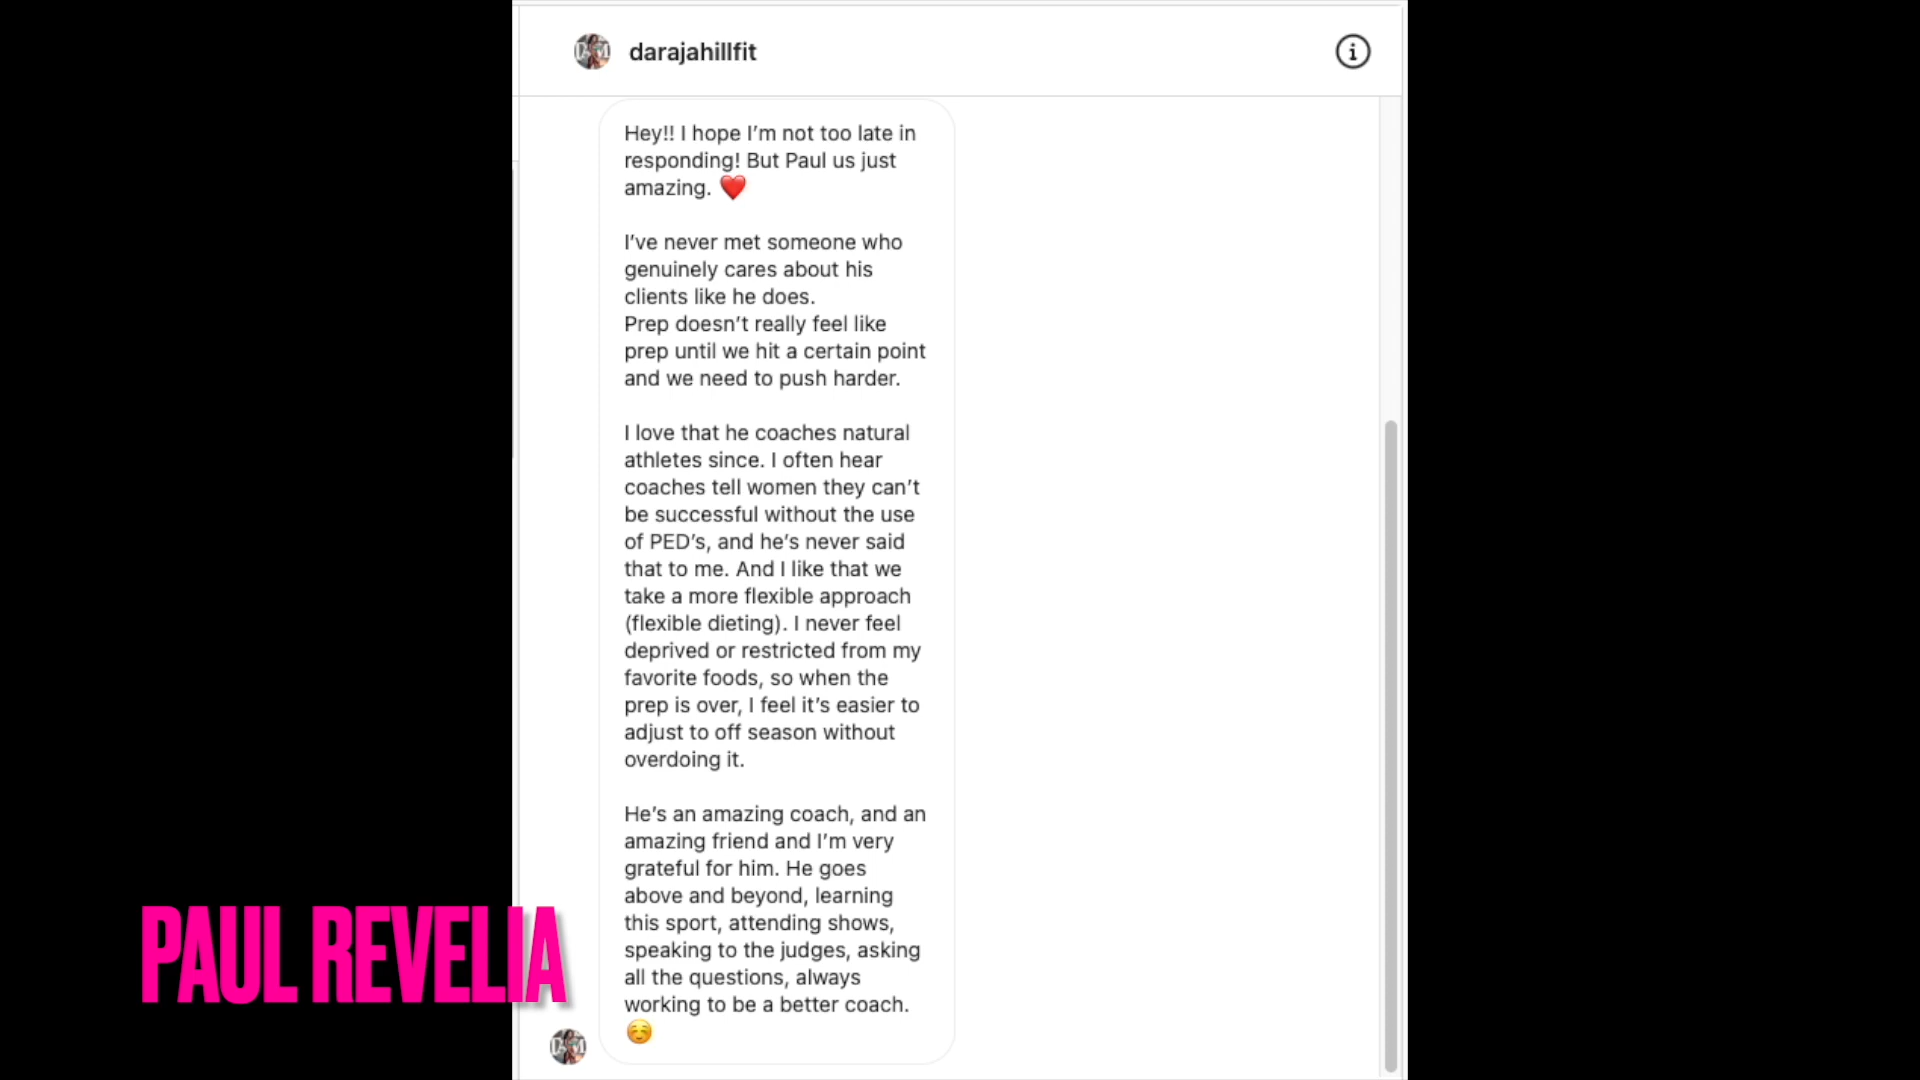 darajahillfit
Hey!! I hope I’m not too late in
responding! But Paul us just
amazing. ❤️
I’ve never met someone who
genuinely cares about his
clients like he does.
Prep doesn’t really feel like
prep until we hit a certain point
and we need to push harder.
I love that he coaches natural
athletes since. I often hear
coaches tell women they can’t
be successful without the use
of PED’s, and he’s never said
that to me. And I like that we
take a more flexible approach
(flexible dieting). I never feel
deprived or restricted from my
favorite foods, so when the
prep is over, I feel it’s easier to
adjust to off season without
overdoing it.
He’s an amazing coach, and an
amazing friend and I’m very
grateful for him. He goes
above and beyond, learning
this sport, attending shows,
speaking to the judges, asking
all the questions, always
working to be a better coach.
☺️
PAUL REVELIA